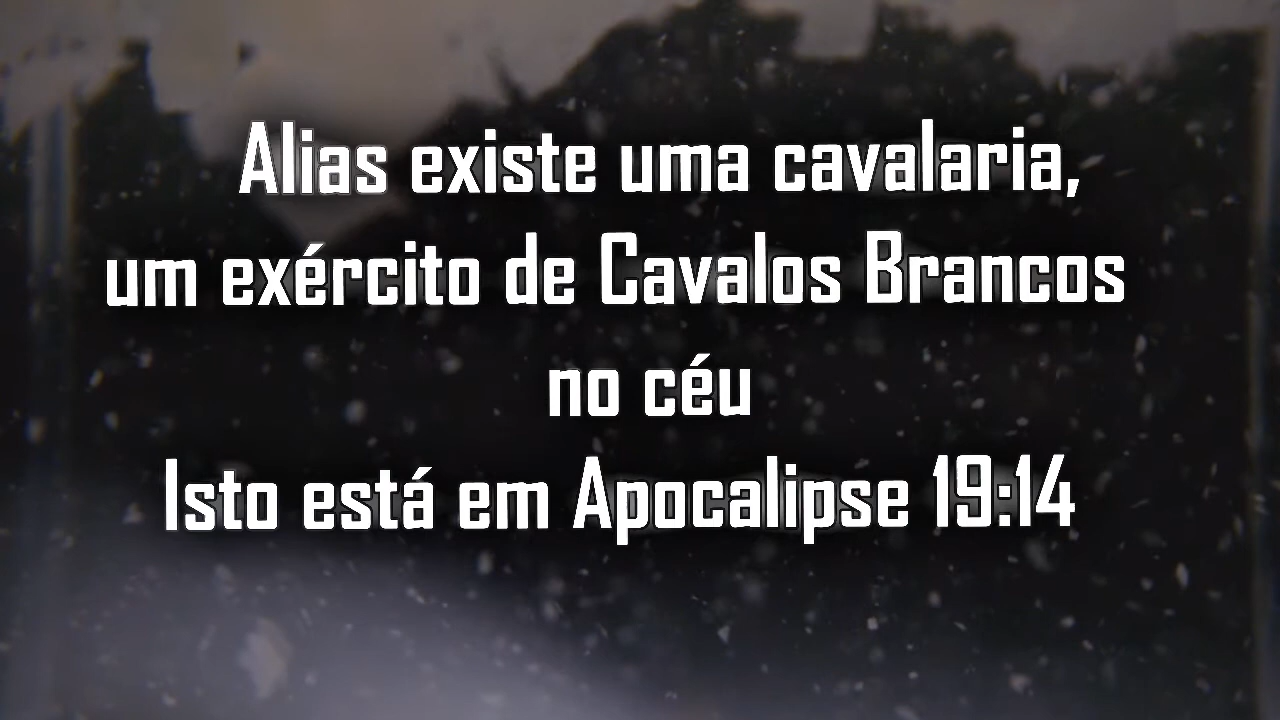 Alias existe uma cavalaria,
um exército de Cavalos Brancos
no céu
Isto está em Apocalipse 19:14